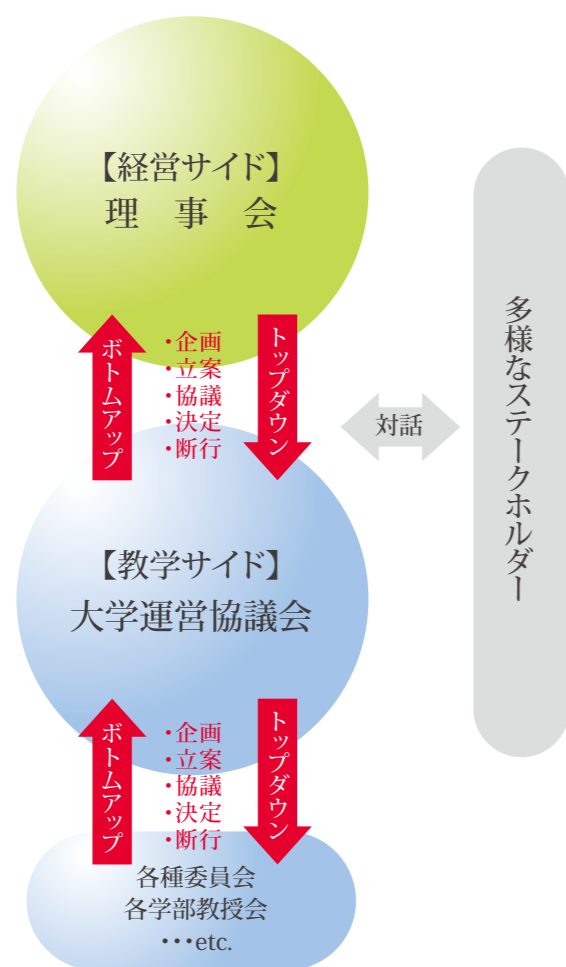 【経営サイド】
理　事　会
ボトムアップ
・企画
・立案
・協議
・決定
・断行
トップダウン
対話
多様なステークホルダー
【教学サイド】
大学運営協議会
ボトムアップ
・企画
・立案
・協議
・決定
・断行
トップダウン
各種委員会
各学部教授会
・・・etc.